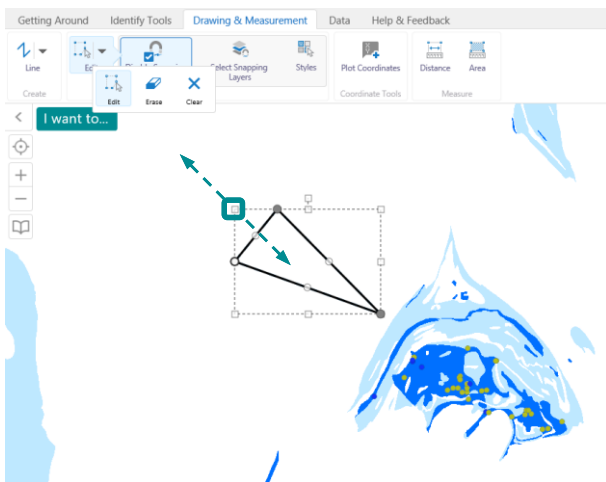 Getting Around Identify Tools Drawing & Measurement Data Help & Feedback
Line
Select Snapping
Layers
Styles
Plot Coordinates
Distance
Area
Edit
Erase
Clear
Create
Coordinate Tools
Measure
I want to...